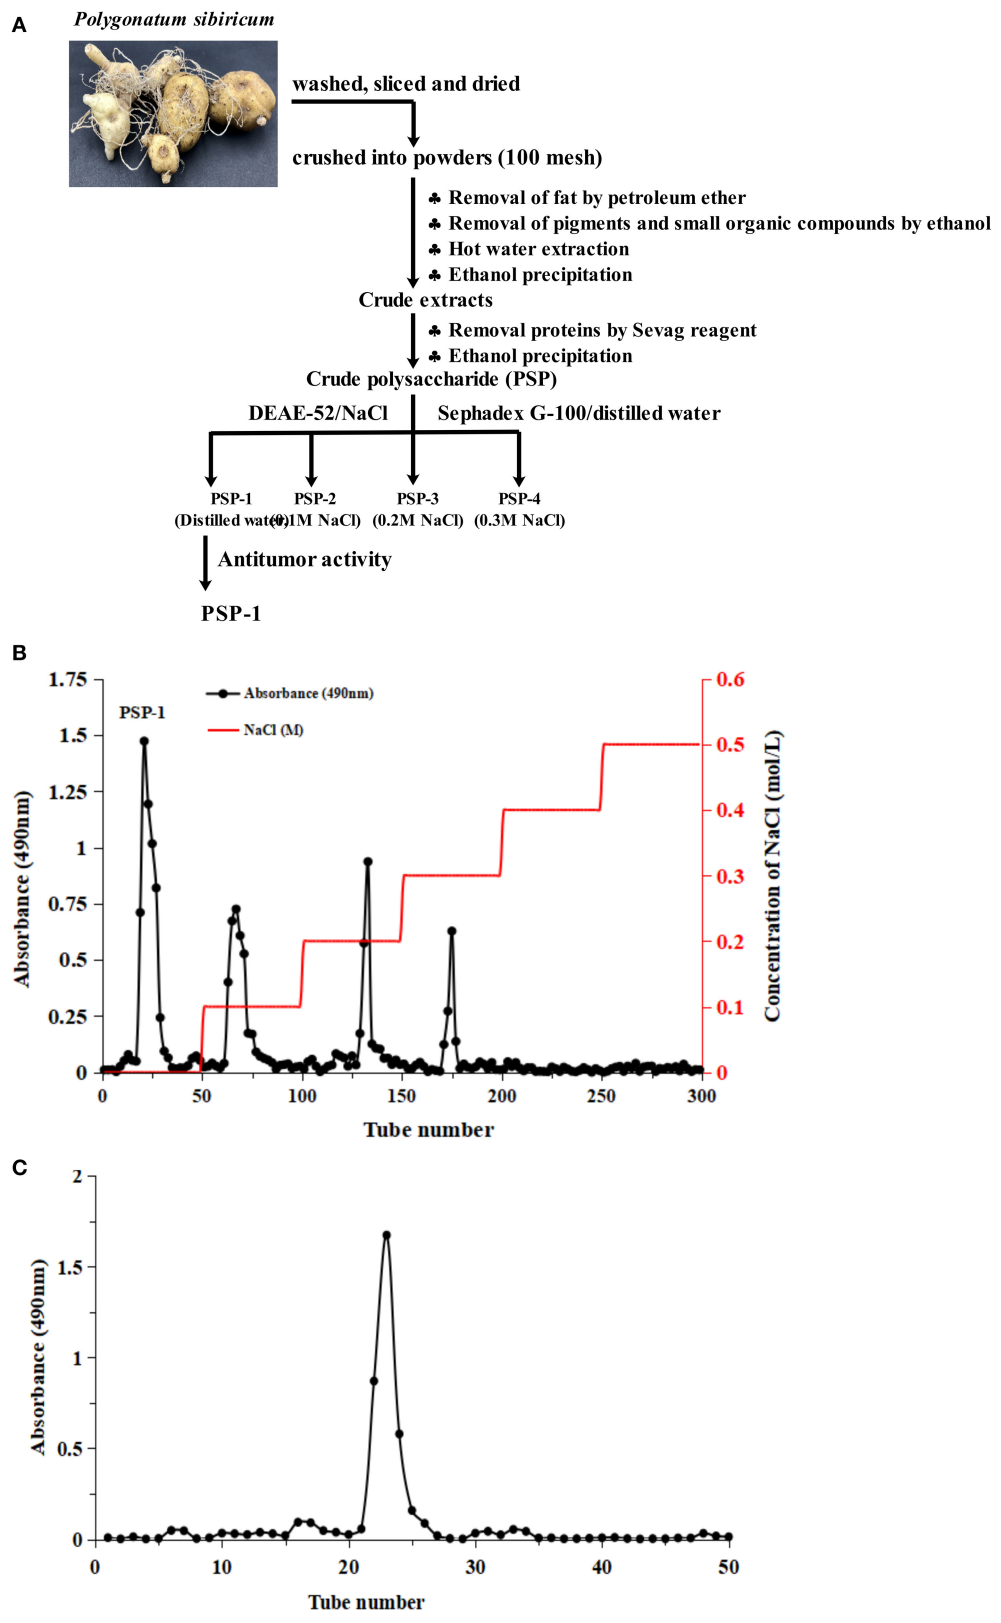 A
Polygonatum sibiricum
washed, sliced and dried
crushed into powders (100 mesh)
♣ Removal of fat by petroleum ether
♣ Removal of pigments and small organic compounds by ethanol
♣ Hot water extraction
♣ Ethanol precipitation
Crude extracts
♣ Removal proteins by Sevag reagent
♣ Ethanol precipitation
Crude polysaccharide (PSP)
DEAE-52/NaCl Sephadex G-100/distilled water
PSP-1 PSP-2 PSP-3 PSP-4
(Distilled water) (0.1M NaCl) (0.2M NaCl) (0.3M NaCl)
Antitumor activity
PSP-1
B
1.75
1.5
1.25
1
0.75
0.5
0.25
0
Absorbance (490nm)
PSP-1
Absorbance (490nm)
NaCl (M)
0.6
0.5
0.4
0.3
0.2
0.1
0
Concentration of NaCl (mol/L)
0 50 100 150 200 250 300
Tube number
C
2
1.5
1
0.5
0
Absorbance (490nm)
0 10 20 30 40 50
Tube number